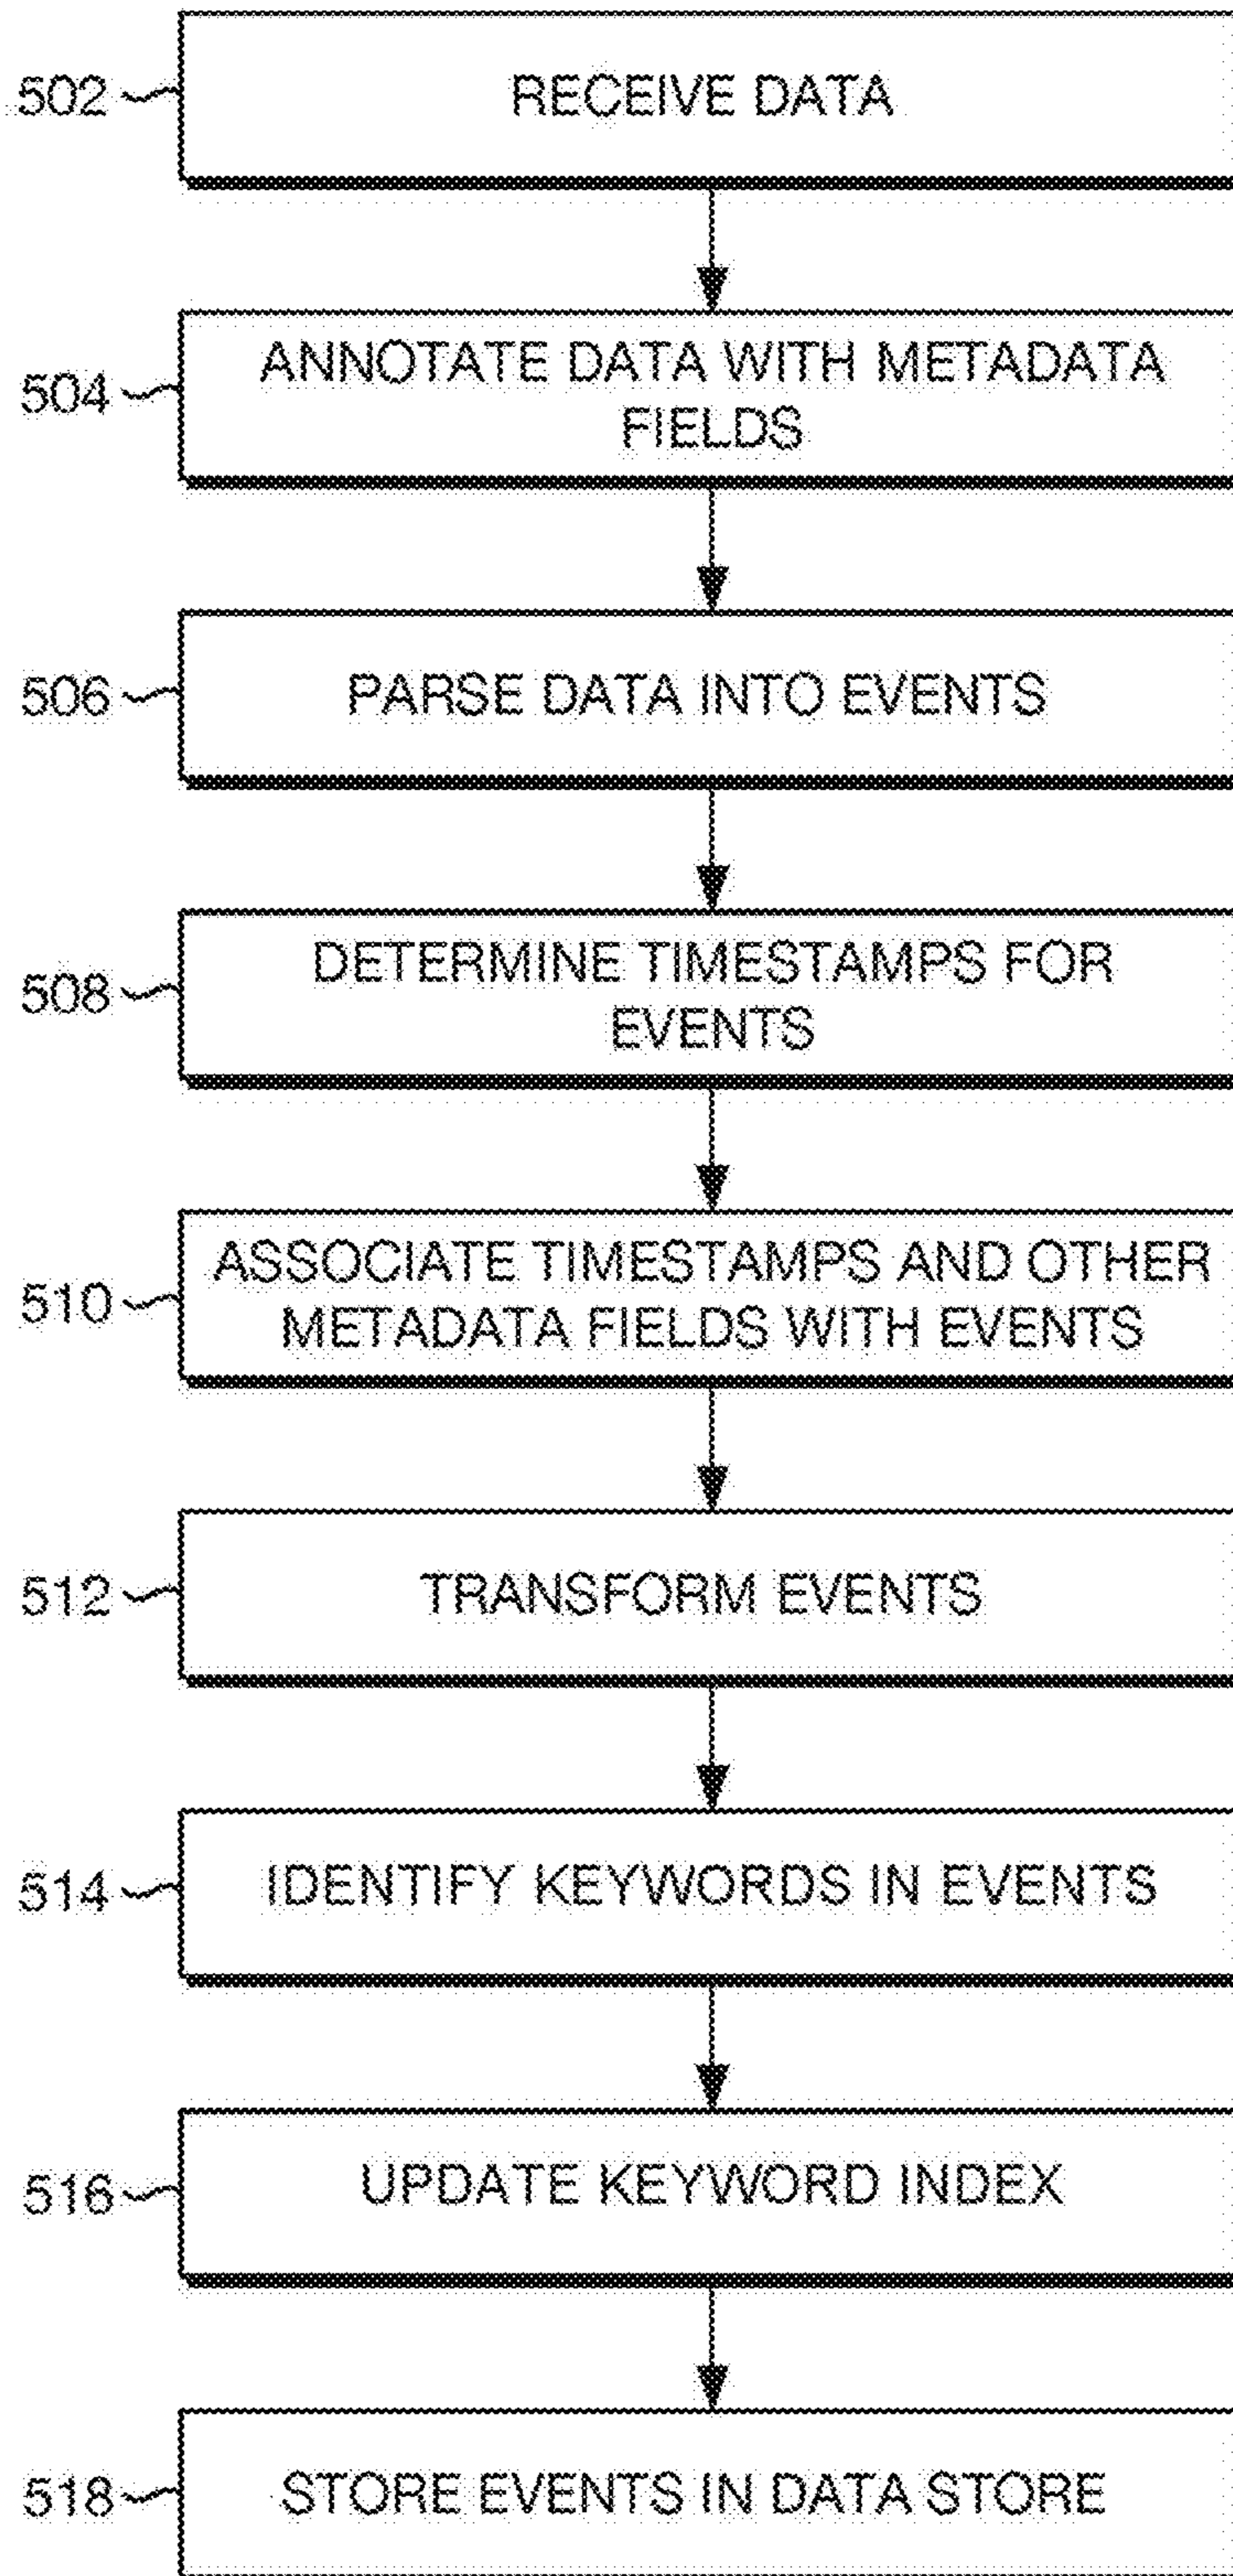 502
RECEIVE DATA
504
ANNOTATE DATA WITH METADATA
FIELDS
506
PARSE DATA INTO EVENTS
508
DETERMINE TIMESTAMPS FOR
EVENTS
510
ASSOCIATE TIMESTAMPS AND OTHER
METADATA FIELDS WITH EVENTS
512
TRANSFORM EVENTS
514
IDENTIFY KEYWORDS IN EVENTS
516
UPDATE KEYWORD INDEX
518
STORE EVENTS IN DATA STORE